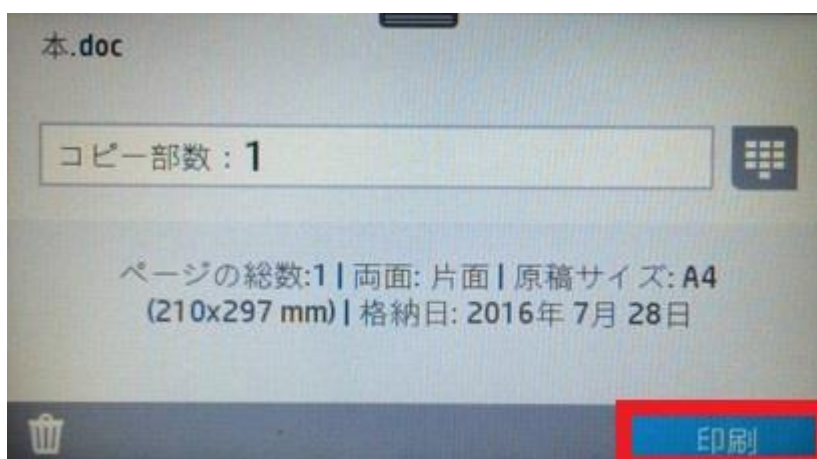 本.doc
コピー部数：1
ページの総数:1 | 両面: 片面 | 原稿サイズ: A4
(210x297 mm) | 格納日: 2016年 7月 28日
印刷